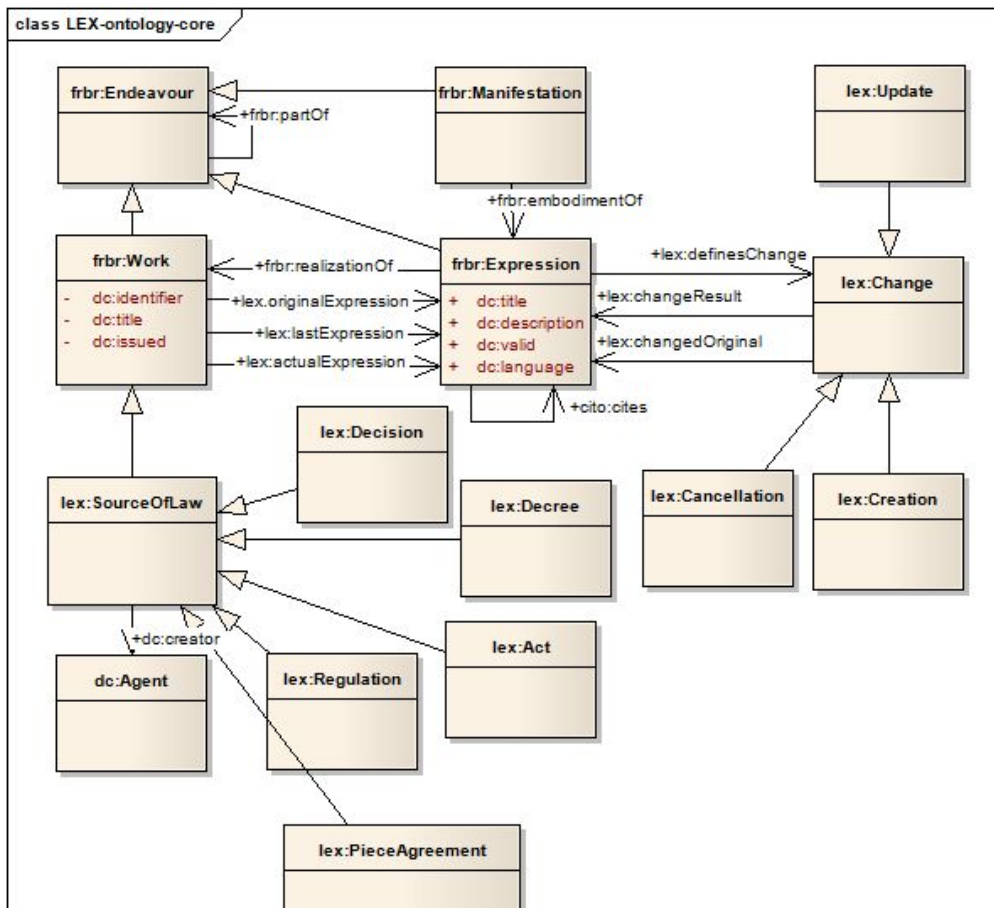 class LEX-ontology-core
frbr:Endeavour
+frbr:partOf
frbr:Manifestation
lex:Update
+frbr:embodimentOf
frbr:Work
- dc:identifier
- dc:title
- dc:issued
+frbr:realizationOf
+lex.originalExpression
+lex:lastExpression
+lex:actualExpression
frbr:Expression
+ dc:title
+ dc:description
+ dc:valid
+ dc:language
+lex:definesChange
+lex:changeResult
+lex:changedOriginal
lex:Change
+cito:cites
lex:Decision
lex:SourceOfLaw
lex:Decree
lex:Cancellation
lex:Creation
+dc:creator
lex:Act
dc:Agent
lex:Regulation
lex:PieceAgreement